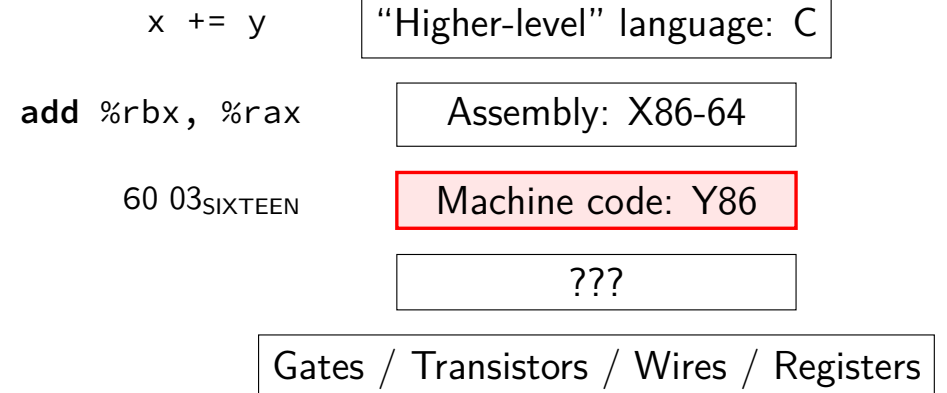 x += y
“Higher-level” language: C
add %rbx, %rax
Assembly: X86-64
60 03SIXTEEN
Machine code: Y86
???
Gates / Transistors / Wires / Registers